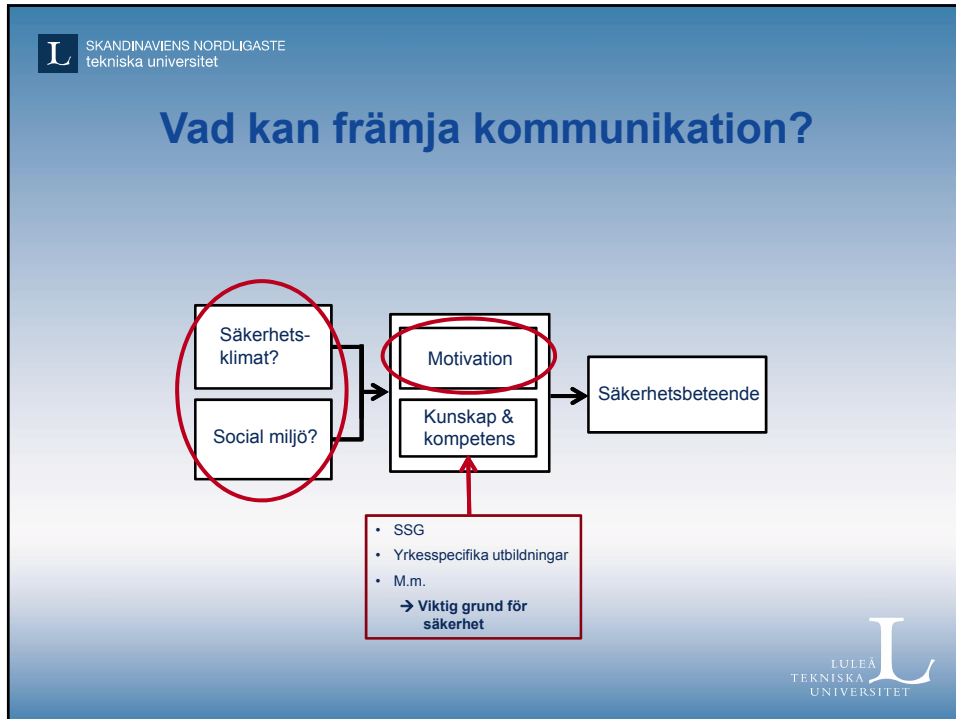 SKANDINAVIENS NORDLIGASTE
tekniska universitet
Vad kan främja kommunikation?
Säkerhets-
klimat?
Social miljö?
Motivation
Kunskap &
kompetens
Säkerhetsbeteende
• SSG
• Yrkesspecifika utbildningar
• M.m.
→ Viktig grund för
säkerhet
L
LULEÅ
TEKNISKA
UNIVERSITET
L